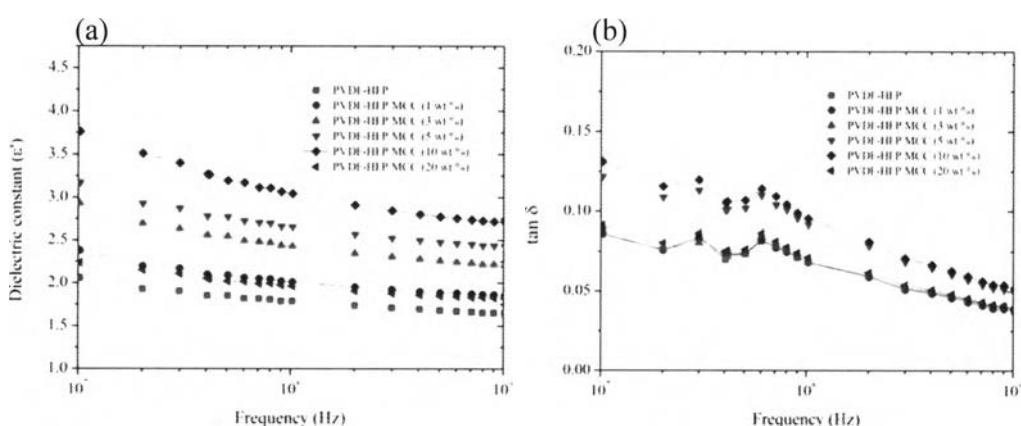 (a)
4.5
4.0
3.5
3.0
2.5
2.0
1.5
1.0
Dielectric constant (ε')
PVDF-HFP
PVDF-HFP MCC (1 wt%)
PVDF-HFP MCC (3 wt%)
PVDF-HFP MCC (5 wt%)
PVDF-HFP MCC (10 wt%)
PVDF-HFP MCC (20 wt%)
Frequency (Hz)
(b)
0.20
0.15
0.10
0.05
0.00
tan δ
PVDF-HFP
PVDF-HFP MCC (1 wt%)
PVDF-HFP MCC (3 wt%)
PVDF-HFP MCC (5 wt%)
PVDF-HFP MCC (10 wt%)
PVDF-HFP MCC (20 wt%)
Frequency (Hz)